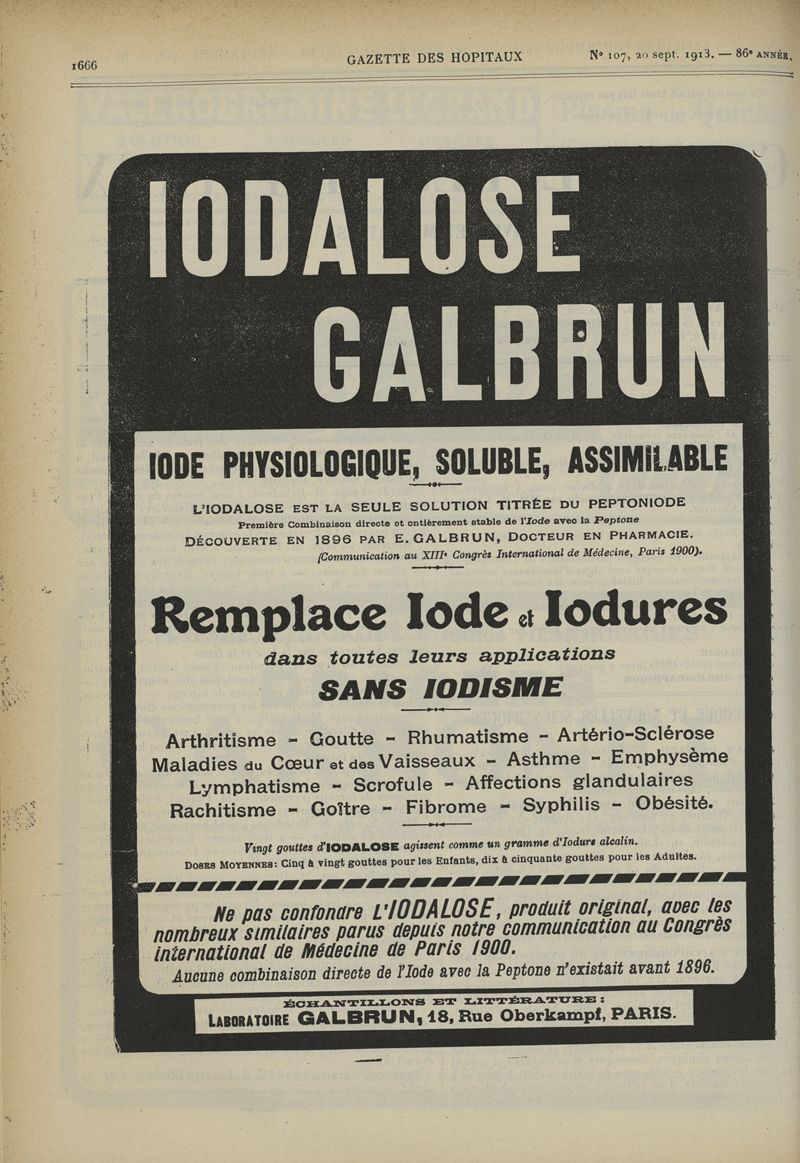 1666
GAZETTE DES HOPITAUX
Nº 107, 20 sept. 1913. — 86e ANNÉE.
IODALOSE
GALBRUN
IODE PHYSIOLOGIQUE, SOLUBLE, ASSIMILABLE
L'IODALOSE EST LA SEULE SOLUTION TITRÉE DU PEPTONIODE
Première Combinaison directe et entièrement stable de l'Iode avec la Peptone
DÉCOUVERTE EN 1896 PAR E. GALBRUN, DOCTEUR EN PHARMACIE.
(Communication au XIIIe Congrès International de Médecine, Paris 1900).
Remplace Iode et Iodures
dans toutes leurs applications
SANS IODISME
Arthritisme - Goutte - Rhumatisme - Artério-Sclérose
Maladies du Cœur et des Vaisseaux - Asthme - Emphysème
Lymphatisme - Scrofule - Affections glandulaires
Rachitisme - Goître - Fibrome - Syphilis - Obésité.
Vingt gouttes d'IODALOSE agissent comme un gramme d'Iodure alcalin.
DOSES MOYENNES: Cinq à vingt gouttes pour les Enfants, dix à cinquante gouttes pour les Adultes.
Ne pas confondre L'IODALOSE, produit original, avec les
nombreux similaires parus depuis notre communication au Congrès
international de Médecine de Paris 1900.
Aucune combinaison directe de l'Iode avec la Peptone n'existait avant 1896.
ÉCHANTILLONS ET LITTÉRATURE:
LABORATOIRE GALBRUN, 18, Rue Oberkampf, PARIS.